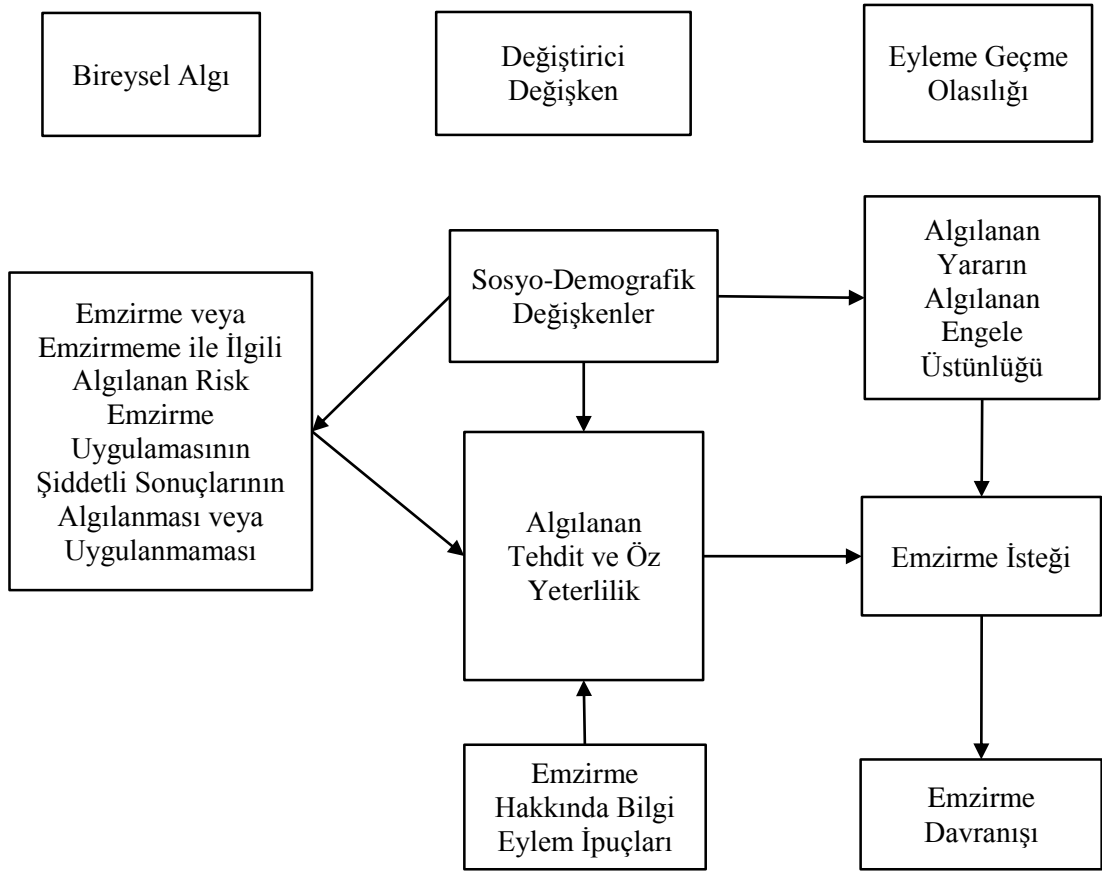 Bireysel Algı
Değiştirici
Değişken
Eyleme Geçme
Olasılığı
Emzirme veya
Emzirmeme ile İlgili
Algılanan Risk
Emzirme
Uygulamasının
Şiddetli Sonuçlarının
Algılanması veya
Uygulanmaması
Sosyo-Demografik
Değişkenler
Algılanan
Tehdit ve Öz
Yeterlilik
Emzirme
Hakkında Bilgi
Eylem İpuçları
Algılanan
Yararın
Algılanan
Engele
Üstünlüğü
Emzirme İsteği
Emzirme
Davranışı